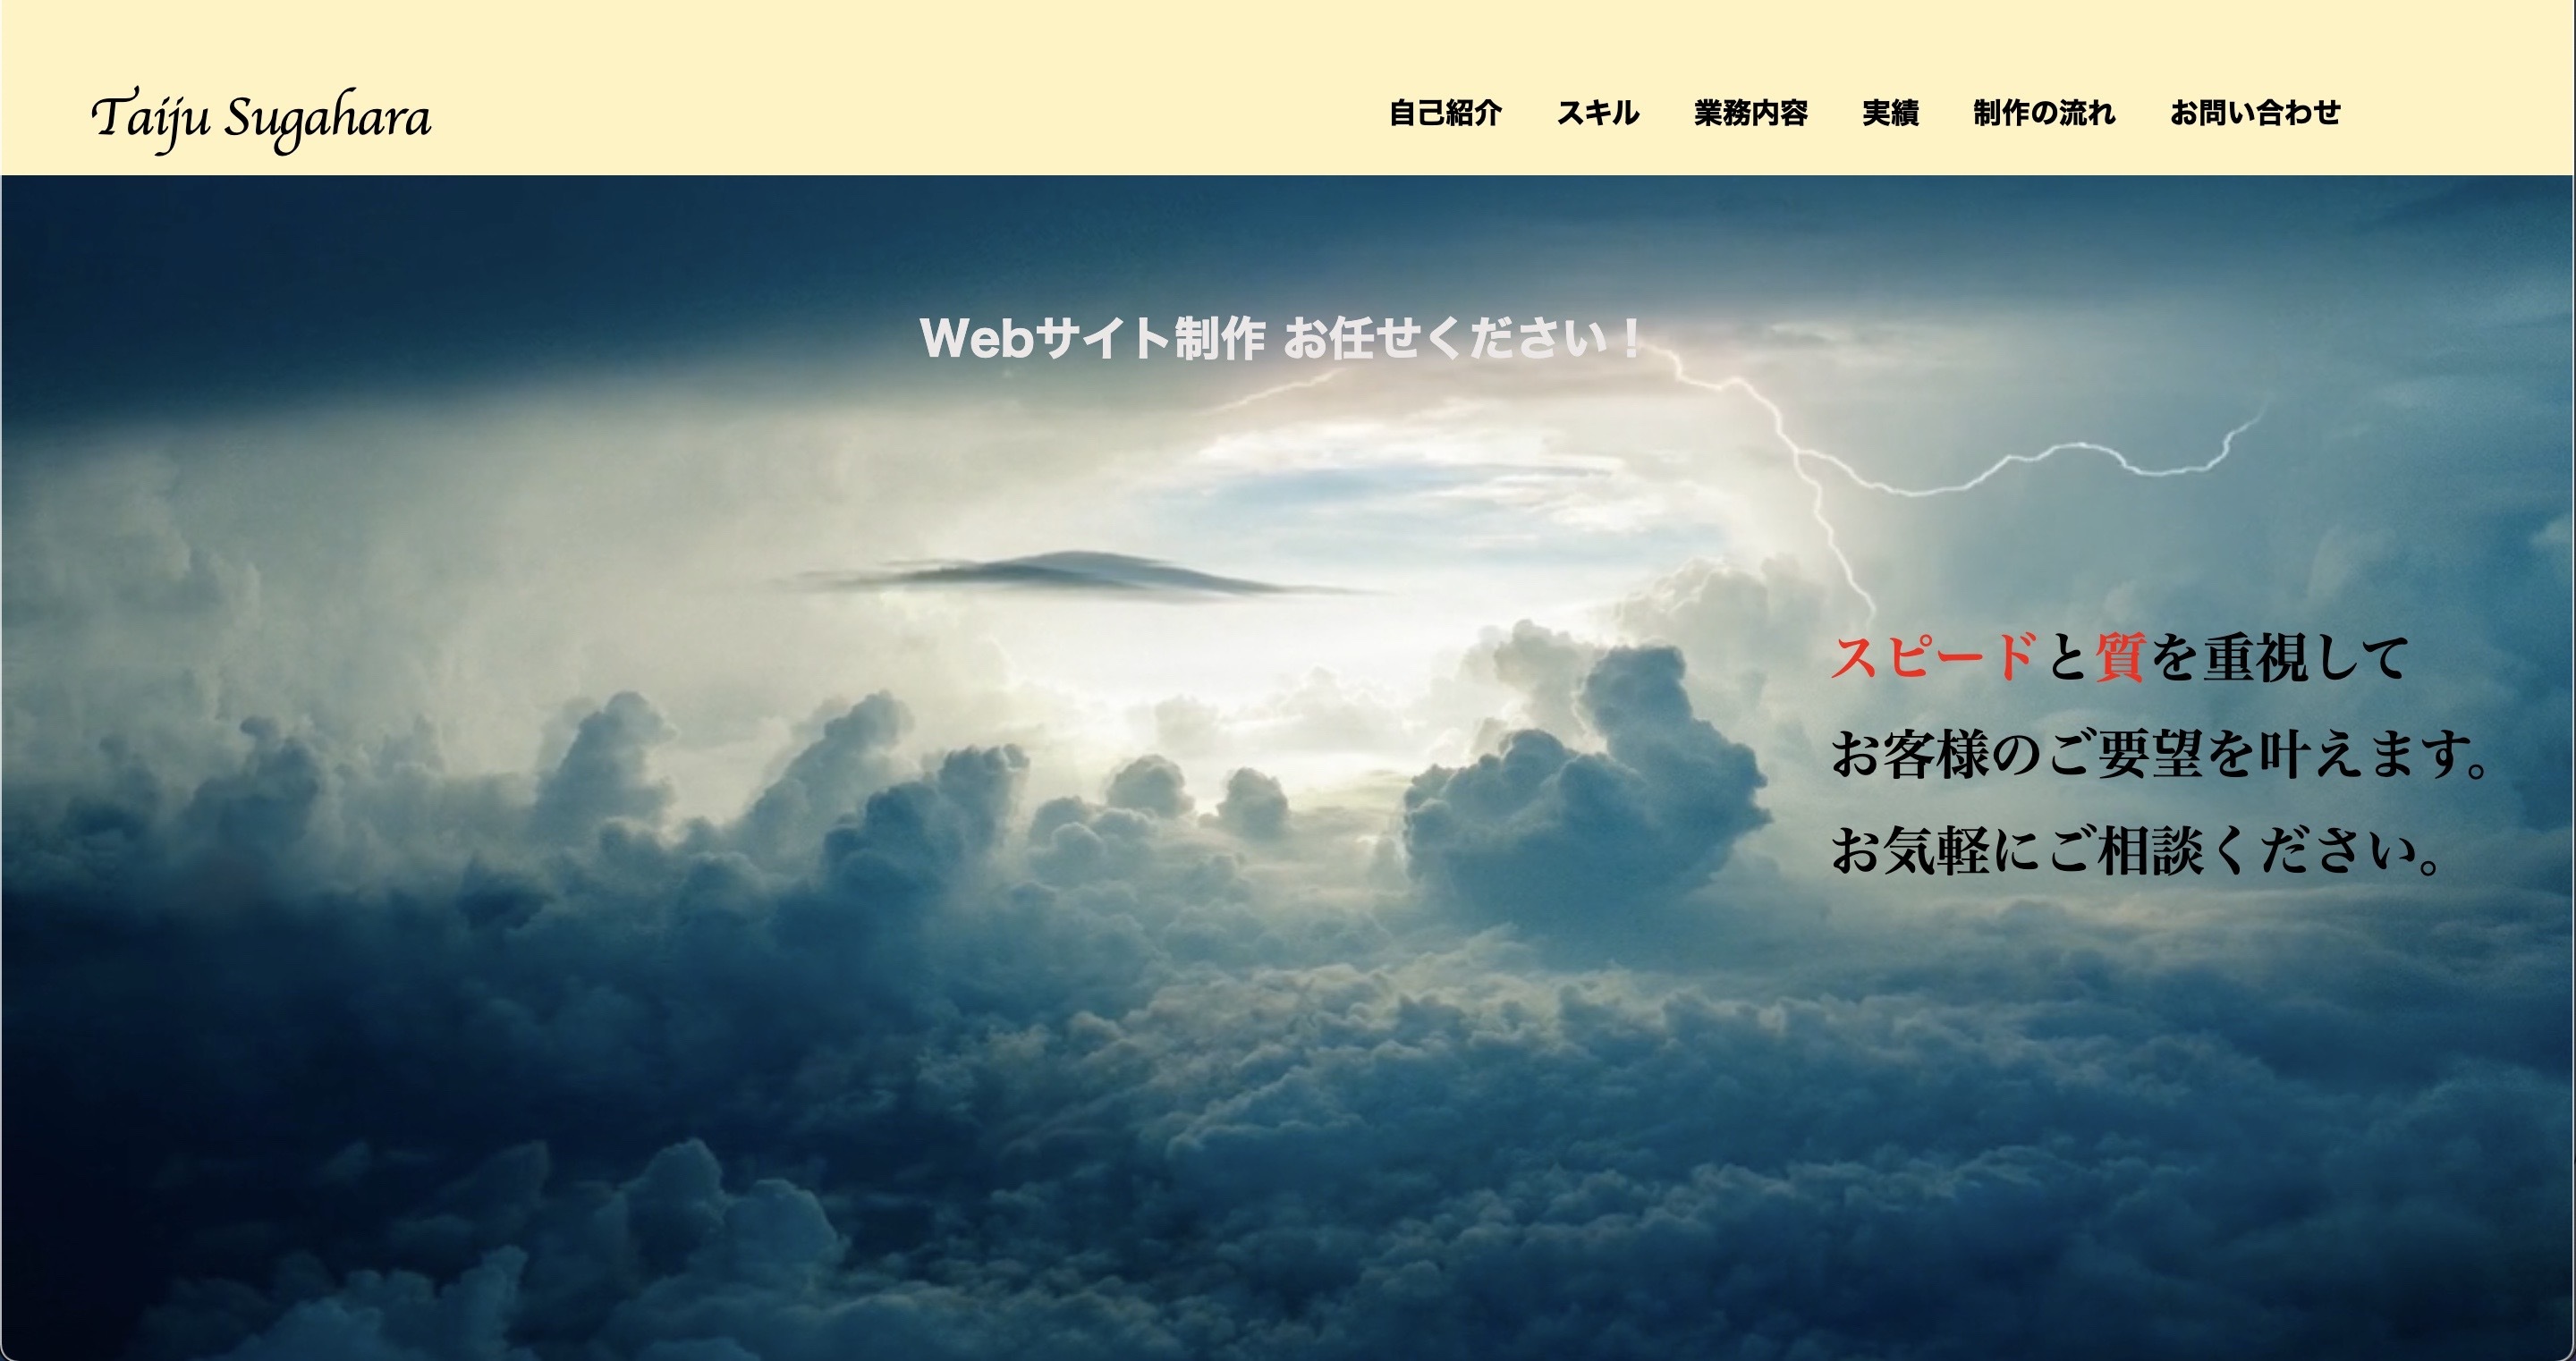 Taiju Sugahara
自己紹介 スキル 業務内容 実績 制作の流れ お問い合わせ
Webサイト制作 お任せください！
スピードと質を重視して
お客様のご要望を叶えます。
お気軽にご相談ください。